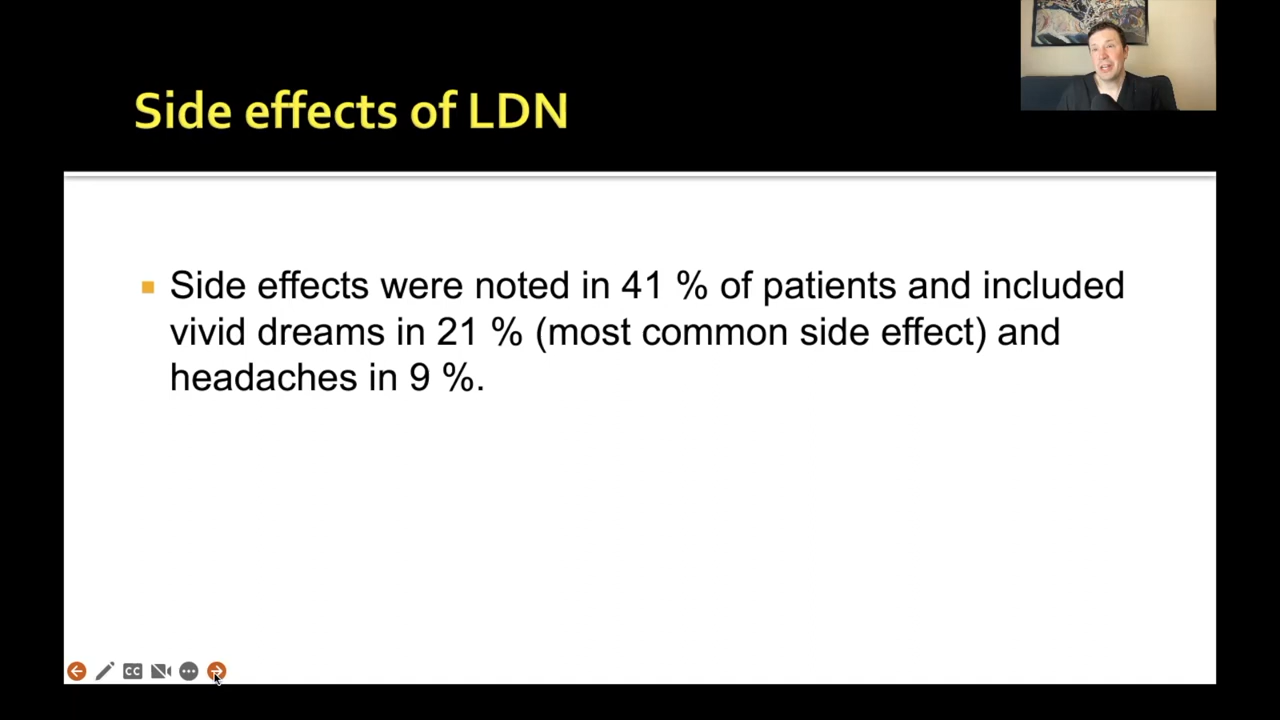 Side effects of LDN
Side effects were noted in 41 % of patients and included
vivid dreams in 21 % (most common side effect) and
headaches in 9 %.
CC